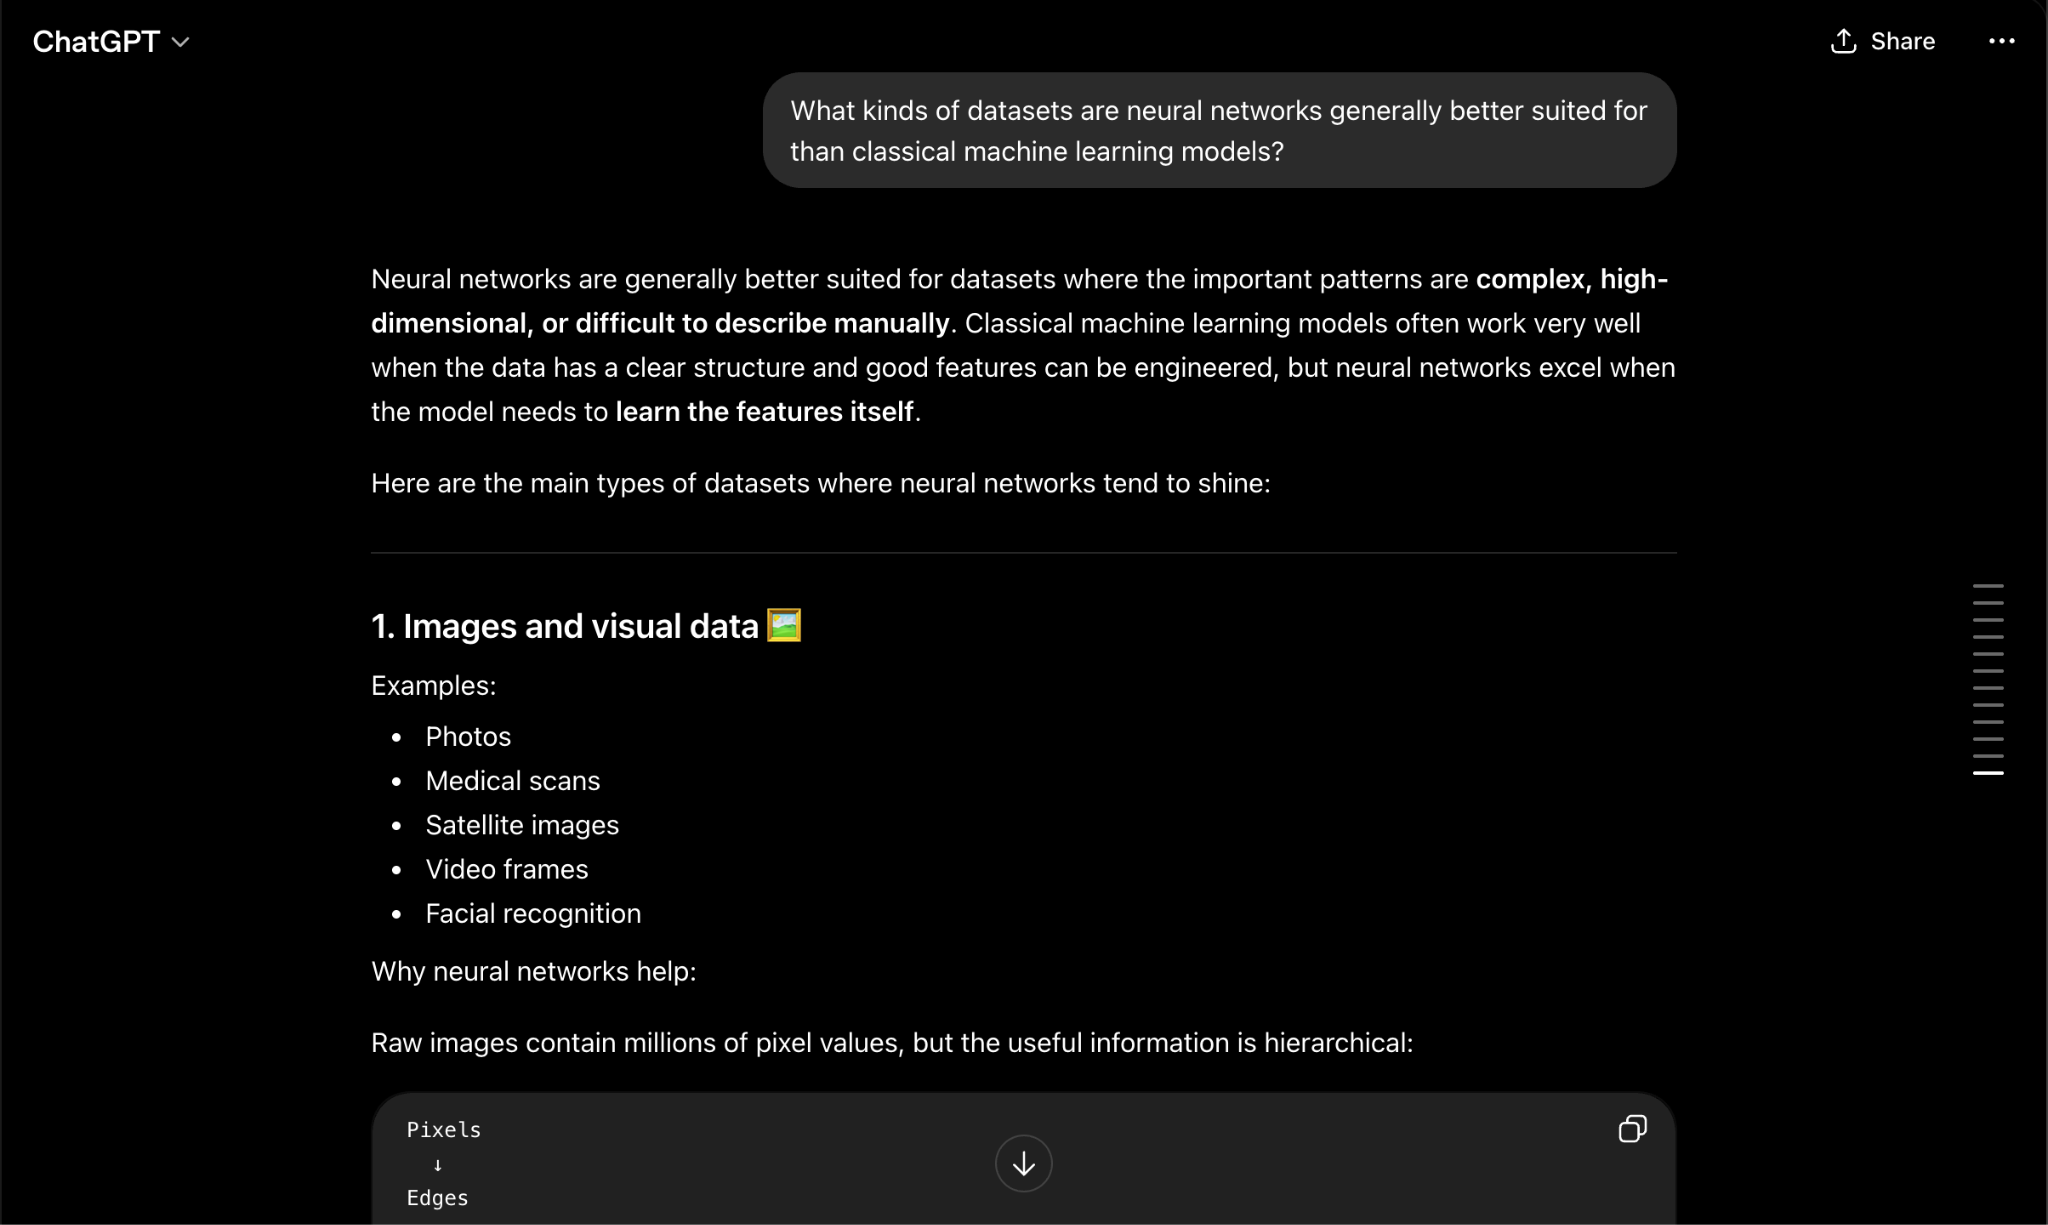 ChatGPT
Share
What kinds of datasets are neural networks generally better suited for
than classical machine learning models?
Neural networks are generally better suited for datasets where the important patterns are complex, high-
dimensional, or difficult to describe manually. Classical machine learning models often work very well
when the data has a clear structure and good features can be engineered, but neural networks excel when
the model needs to learn the features itself.
Here are the main types of datasets where neural networks tend to shine:
1. Images and visual data 🖼️
Examples:
• Photos
• Medical scans
• Satellite images
• Video frames
• Facial recognition
Why neural networks help:
Raw images contain millions of pixel values, but the useful information is hierarchical:
Pixels
↓
Edges